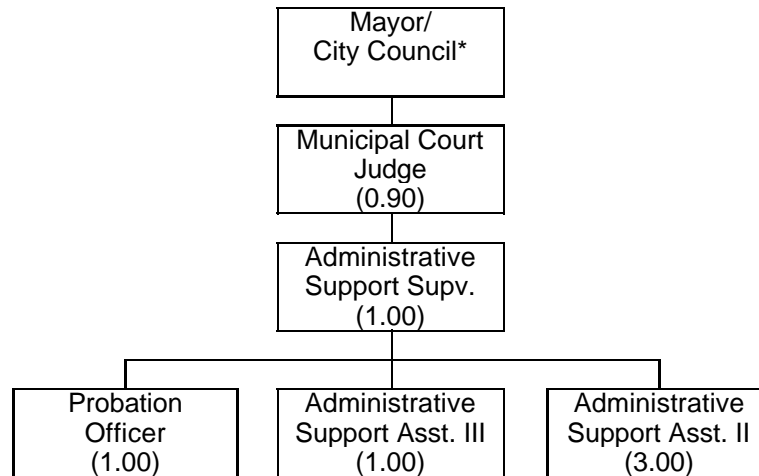 Mayor/
City Council*
Municipal Court
Judge
(0.90)
Administrative
Support Supv.
(1.00)
Probation
Officer
(1.00)
Administrative
Support Asst. III
(1.00)
Administrative
Support Asst. II
(3.00)